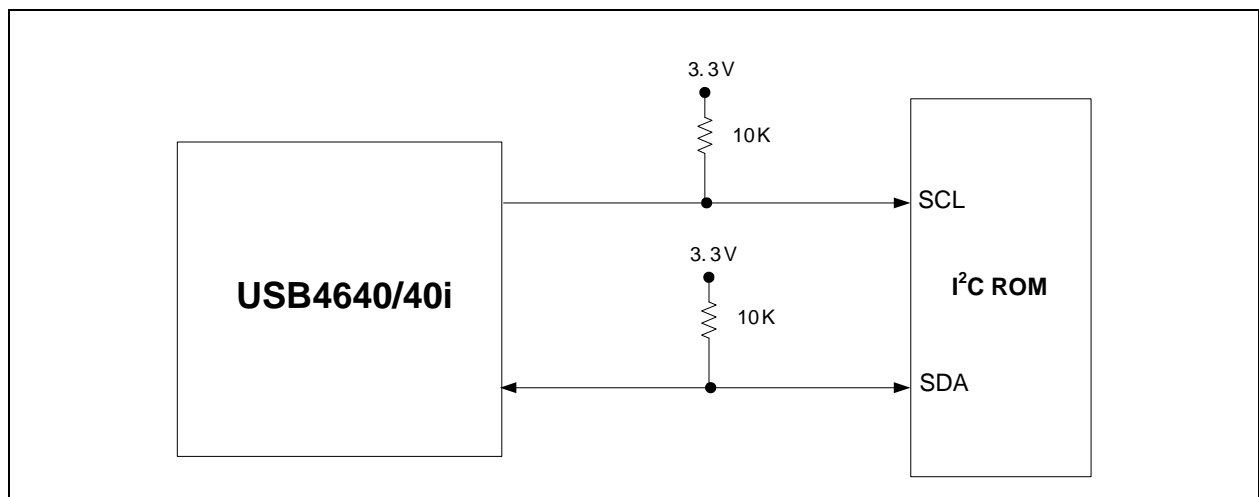 3.3V
10K
SCL
3.3V
USB4640/40i
10K
I²C ROM
SDA